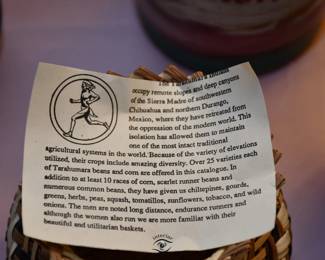 The Tarahumara Indians
occupy remote slopes and deep canyons
of the Sierra Madre of southwestern
Chihuahua and northern Durango,
Mexico, where they have retreated from
the oppression of the modern world. This
isolation has allowed them to maintain
one of the most intact traditional
agricultural systems in the world. Because of the variety of elevations
utilized, their crops include amazing diversity. Over 25 varieties each
of Tarahumara beans and corn are offered in this catalogue. In
addition to at least 10 races of corn, scarlet runner beans and
numerous common beans, they have given us chiltepines, gourds,
greens, herbs, peas, squash, tomatillos, sunflowers, tobacco, and wild
onions. The men are noted long distance, endurance runners and
although the women also run we are more familiar with their
beautiful and utilitarian baskets.